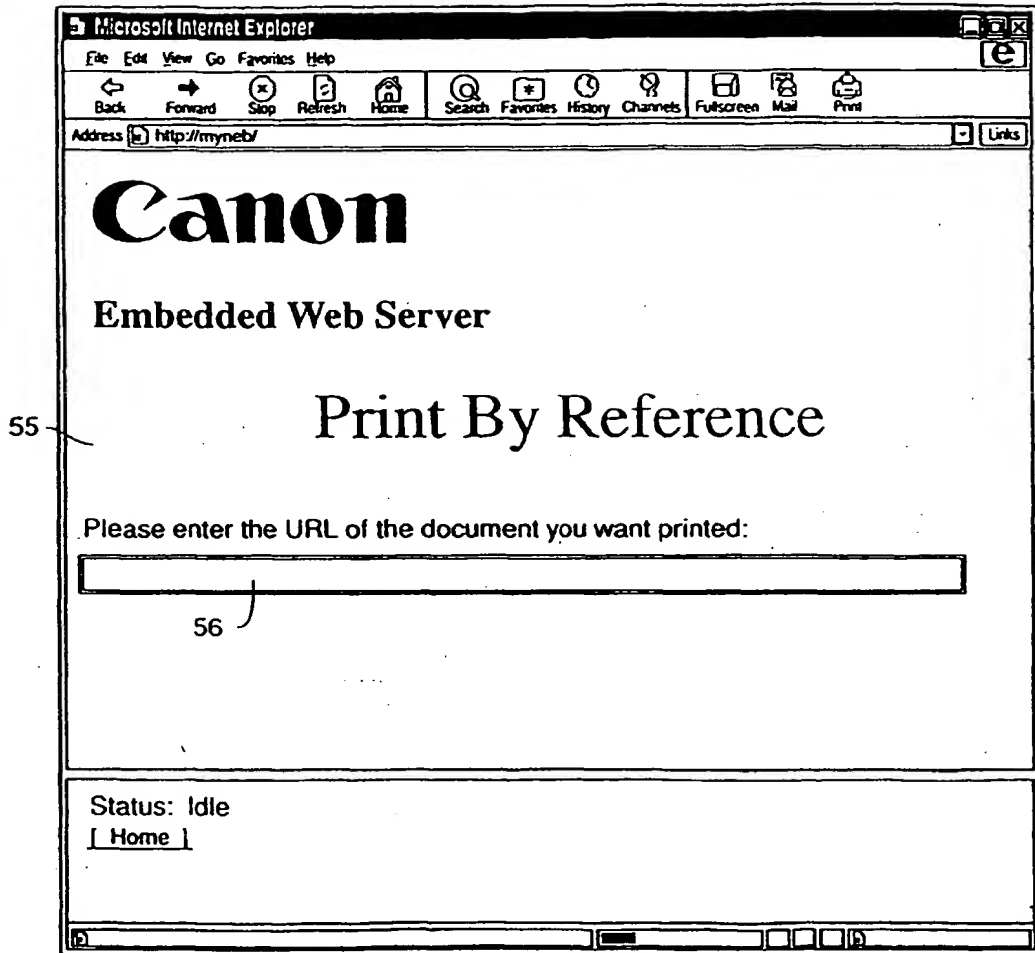 Microsoft Internet Explorer
File Edit View Go Favorites Help
e
Back Forward Stop Refresh Home Search Favorites History Channels Fullscreen Mail Print
Address http://myneb/ Links
Canon
Embedded Web Server
Print By Reference
55
Please enter the URL of the document you want printed:
56
Status: Idle
[ Home ]